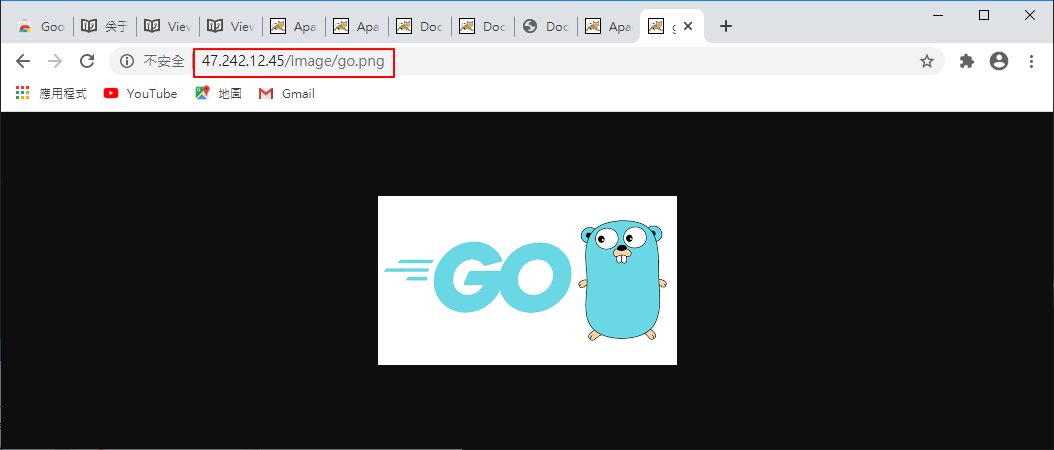 Goo 关于 View View Apa Apa Doc Doc Doc Apa g
不安全 47.242.12.45/image/go.png
應用程式 YouTube 地圖 Gmail
GO